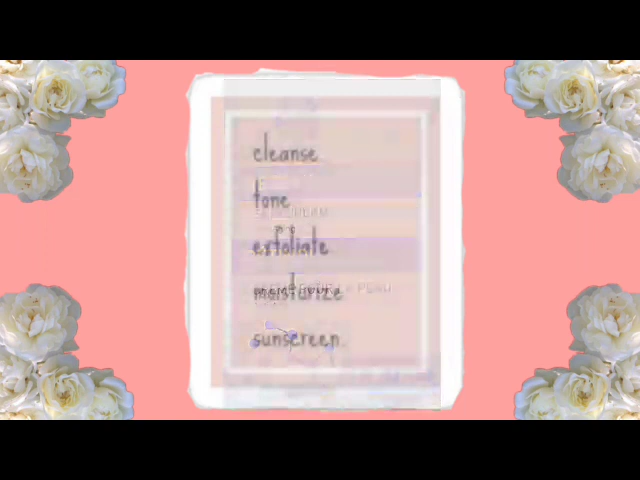 cleanse
tone
exfoliate
moisturize
sunscreen